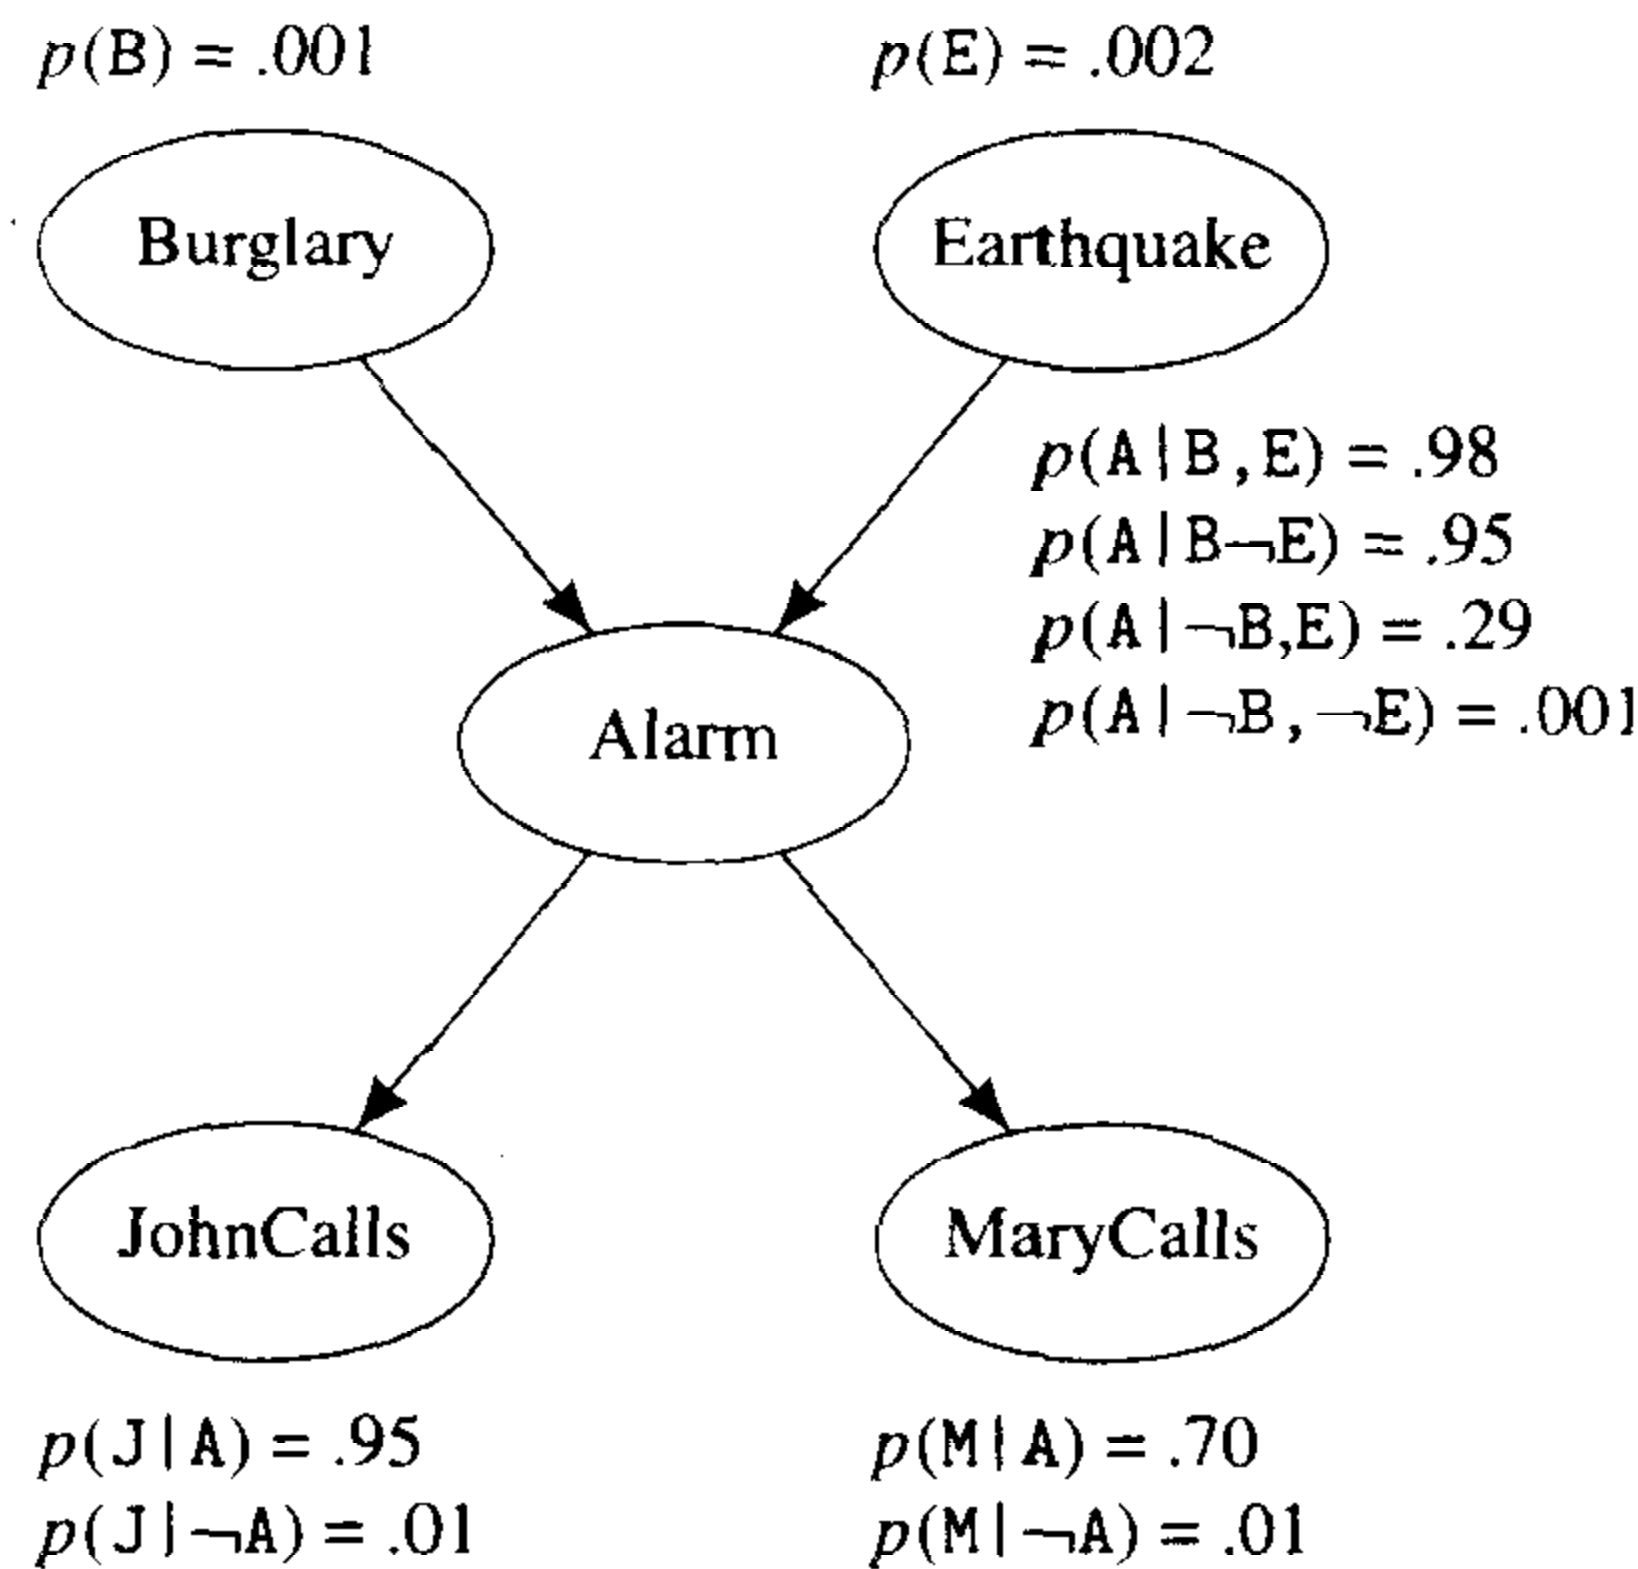 p(B) = .001
p(E) = .002
Burglary
Earthquake
p(A|B,E) = .98
p(A|B¬E) = .95
p(A|¬B,E) = .29
p(A|¬B, ¬E) = .001
Alarm
JohnCalls
MaryCalls
p(J|A) = .95
p(J|¬A) = .01
p(M|A) = .70
p(M|¬A) = .01